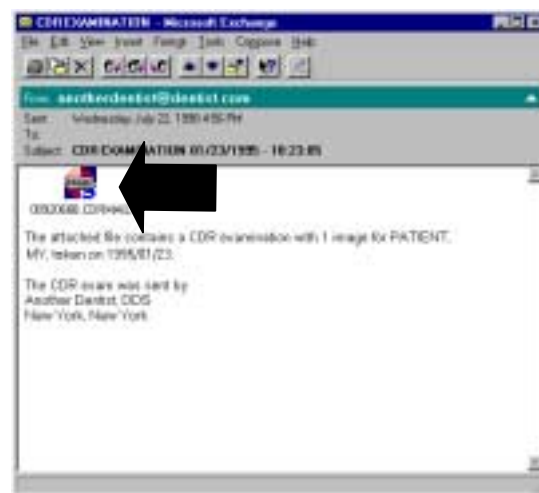 CDR EXAMINATION - Microsoft Exchange
File Edit View Insert Format Tools Compose Help
From: anotherdentist@dentist.com
Sent: Wednesday, July 22, 1998 4:56 PM
To:
Subject: CDR EXAMINATION 01/23/1995 - 18:23:05
The attached file contains a CDR examination with 1 image for PATIENT,
MY, taken on 1995/01/23.
The CDR exam was sent by
Another Dentist, DDS
New York, New York